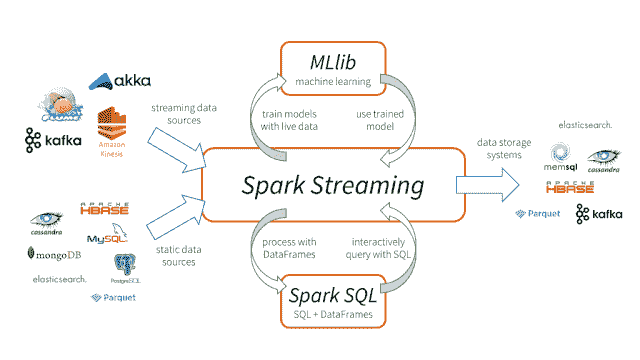 MLlib
machine learning
akka
kafka
Amazon
Kinesis
streaming data
sources
train models
with live data
use trained
model
Spark Streaming
data storage
systems
elasticsearch.
memsql
cassandra
APACHE
HBASE
Parquet
kafka
APACHE
HBASE
cassandra
MySQL
mongoDB
elasticsearch.
PostgreSQL
Parquet
static data
sources
process with
DataFrames
interactively
query with SQL
Spark SQL
SQL + DataFrames